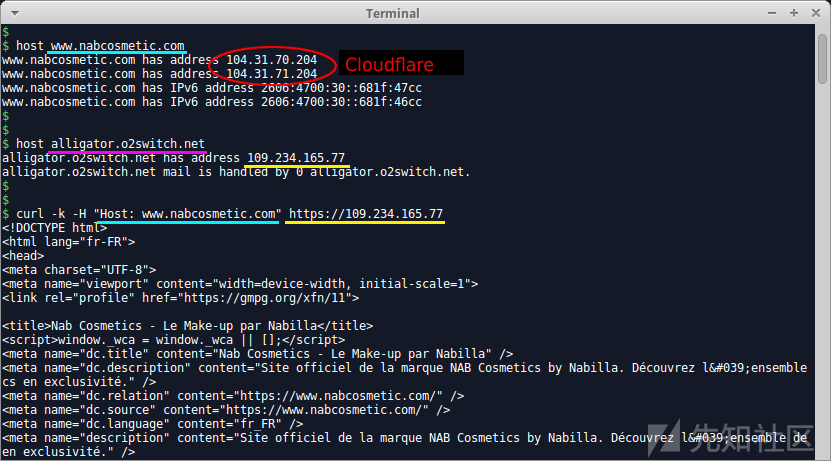 Terminal
$
$ host www.nabcosmetic.com
www.nabcosmetic.com has address 104.31.70.204
Cloudflare
www.nabcosmetic.com has address 104.31.71.204
www.nabcosmetic.com has IPv6 address 2606:4700:30::681f:47cc
www.nabcosmetic.com has IPv6 address 2606:4700:30::681f:46cc
$
$
$ host alligator.o2switch.net
alligator.o2switch.net has address 109.234.165.77
alligator.o2switch.net mail is handled by 0 alligator.o2switch.net.
$
$
$ curl -k -H "Host: www.nabcosmetic.com" https://109.234.165.77
<!DOCTYPE html>
<html lang="fr-FR">
<head>
<meta charset="UTF-8">
<meta name="viewport" content="width=device-width, initial-scale=1">
<link rel="profile" href="https://gmpg.org/xfn/11">
<title>Nab Cosmetics - Le Make-up par Nabilla</title>
<script>window._wca = window._wca || [];</script>
<meta name="dc.title" content="Nab Cosmetics - Le Make-up par Nabilla" />
<meta name="dc.description" content="Site officiel de la marque NAB Cosmetics by Nabilla. Découvrez l&#039;ensemble
cs en exclusivité." />
<meta name="dc.relation" content="https://www.nabcosmetic.com/" />
<meta name="dc.source" content="https://www.nabcosmetic.com/" />
<meta name="dc.language" content="fr_FR" />
<meta name="description" content="Site officiel de la marque NAB Cosmetics by Nabilla. Découvrez l&#039;ensemble de
en exclusivité." />
先知社区